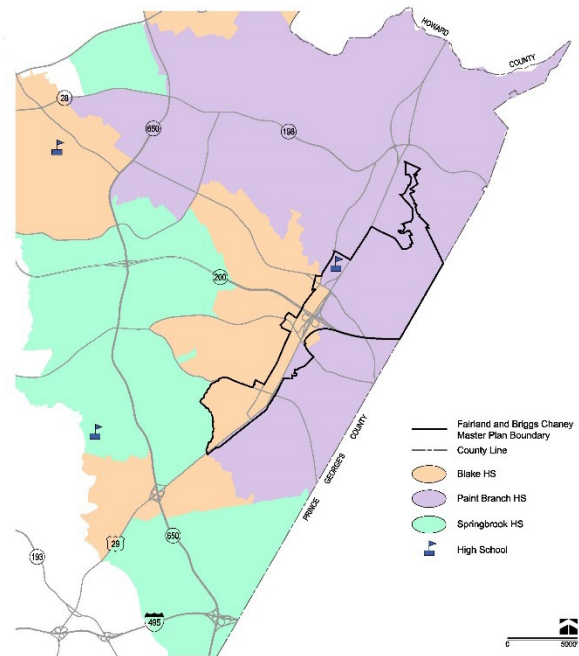 HOWARD
COUNTY
28
650
198
200
PRINCE GEORGE'S COUNTY
Fairland and Briggs Chaney
Master Plan Boundary
County Line
Blake HS
Paint Branch HS
Springbrook HS
High School
29
650
193
495
0 5000'